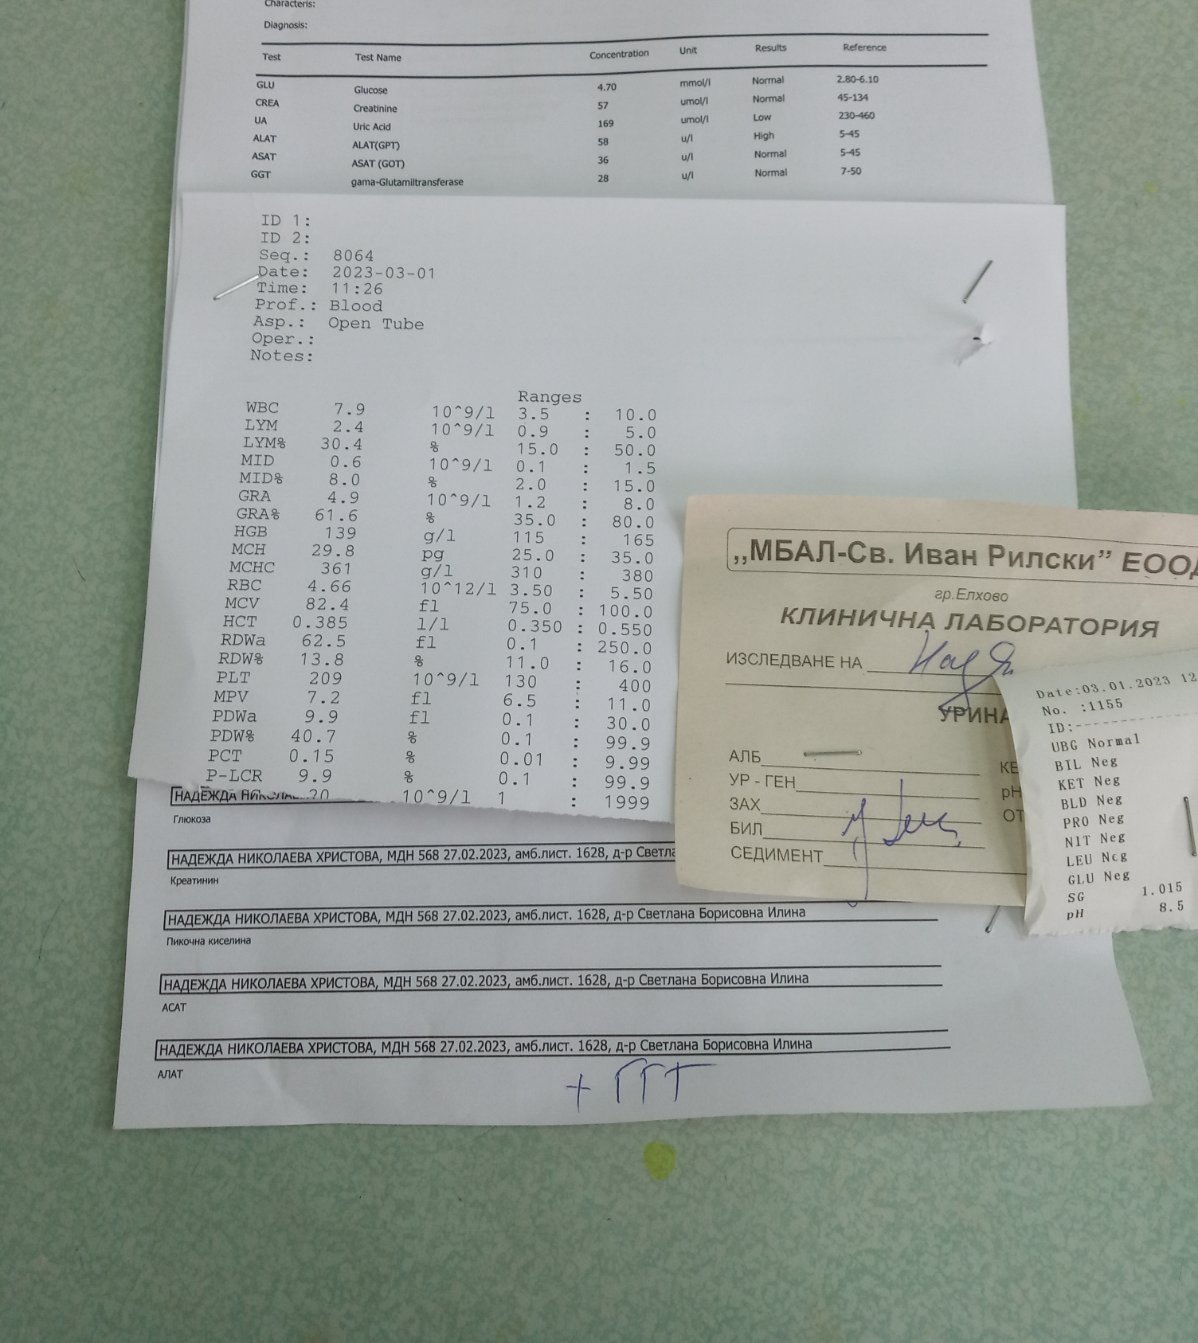 Characteris:
Diagnosis:
Test Test Name Concentration Unit Results Reference
GLU Glucose 4.70 mmol/l Normal 2.80-6.10
CREA Creatinine 57 umol/l Normal 45-134
UA Uric Acid 169 umol/l Low 230-460
ALAT ALAT(GPT) 58 u/l High 5-45
ASAT ASAT (GOT) 36 u/l Normal 5-45
GGT gama-Glutamiltransferase 28 u/l Normal 7-50
ID 1:
ID 2:
Seq.: 8064
Date: 2023-03-01
Time: 11:26
Prof.: Blood
Asp.: Open Tube
Oper.:
Notes:
Ranges
WBC 7.9 10^9/l 3.5 : 10.0
LYM 2.4 10^9/l 0.9 : 5.0
LYM% 30.4 % 15.0 : 50.0
MID 0.6 10^9/l 0.1 : 1.5
MID% 8.0 % 2.0 : 15.0
GRA 4.9 10^9/l 1.2 : 8.0
GRA% 61.6 % 35.0 : 80.0
HGB 139 g/l 115 : 165
MCH 29.8 pg 25.0 : 35.0
MCHC 361 g/l 310 : 380
RBC 4.66 10^12/l 3.50 : 5.50
MCV 82.4 fl 75.0 : 100.0
HCT 0.385 l/l 0.350 : 0.550
RDWa 62.5 fl 0.1 : 250.0
RDW% 13.8 % 11.0 : 16.0
PLT 209 10^9/l 130 : 400
MPV 7.2 fl 6.5 : 11.0
PDWa 9.9 fl 0.1 : 30.0
PDW% 40.7 % 0.1 : 99.9
PCT 0.15 % 0.01 : 9.99
P-LCR 9.9 % 0.1 : 99.9
20 10^9/l 1 : 1999
„МБАЛ-Св. Иван Рилски” ЕООД
гр.Елхово
КЛИНИЧНА ЛАБОРАТОРИЯ
ИЗСЛЕДВАНЕ НА
УРИНА
АЛБ КЕ
УР - ГЕН pH
ЗАХ ОТ
БИЛ
СЕДИМЕНТ
Date:03.01.2023 12
No. :1155
ID:
UBG Normal
BIL Neg
KET Neg
BLD Neg
PRO Neg
NIT Neg
LEU Neg
GLU Neg
SG 1.015
pH 8.5
НАДЕЖДА
Глюкоза
НАДЕЖДА НИКОЛАЕВА ХРИСТОВА, МДН 568 27.02.2023, амб.лист. 1628, д-р Светла
Креатинин
НАДЕЖДА НИКОЛАЕВА ХРИСТОВА, МДН 568 27.02.2023, амб.лист. 1628, д-р Светлана Борисовна Илина
Пикочна киселина
НАДЕЖДА НИКОЛАЕВА ХРИСТОВА, МДН 568 27.02.2023, амб.лист. 1628, д-р Светлана Борисовна Илина
АСАТ
НАДЕЖДА НИКОЛАЕВА ХРИСТОВА, МДН 568 27.02.2023, амб.лист. 1628, д-р Светлана Борисовна Илина
АЛАТ
+ ГГТ